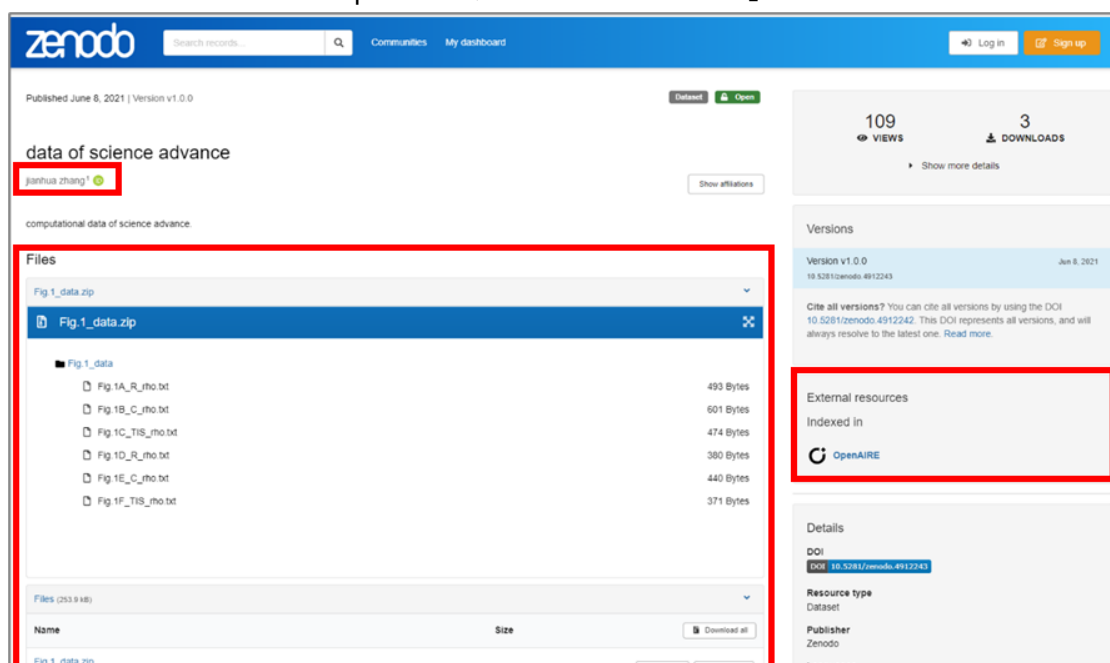 zenodo
Search records...
Communities My dashboard
Log in
Sign up
Published June 8, 2021 | Version v1.0.0
Dataset
Open
data of science advance
jianhua zhang¹
Show affiliations
computational data of science advance.
Files
Fig.1_data.zip
Fig.1_data.zip
Fig.1_data
Fig.1A_R_rho.txt 493 Bytes
Fig.1B_C_rho.txt 601 Bytes
Fig.1C_TIS_rho.txt 474 Bytes
Fig.1D_R_rho.txt 380 Bytes
Fig.1E_C_rho.txt 440 Bytes
Fig.1F_TIS_rho.txt 371 Bytes
Files (253.9 kB)
Name Size Download all
Fig.1_data.zip
109 3
VIEWS DOWNLOADS
Show more details
Versions
Version v1.0.0 Jun 8, 2021
10.5281/zenodo.4912243
Cite all versions? You can cite all versions by using the DOI
10.5281/zenodo.4912242. This DOI represents all versions, and will
always resolve to the latest one. Read more.
External resources
Indexed in
OpenAIRE
Details
DOI
DOI 10.5281/zenodo.4912243
Resource type
Dataset
Publisher
Zenodo